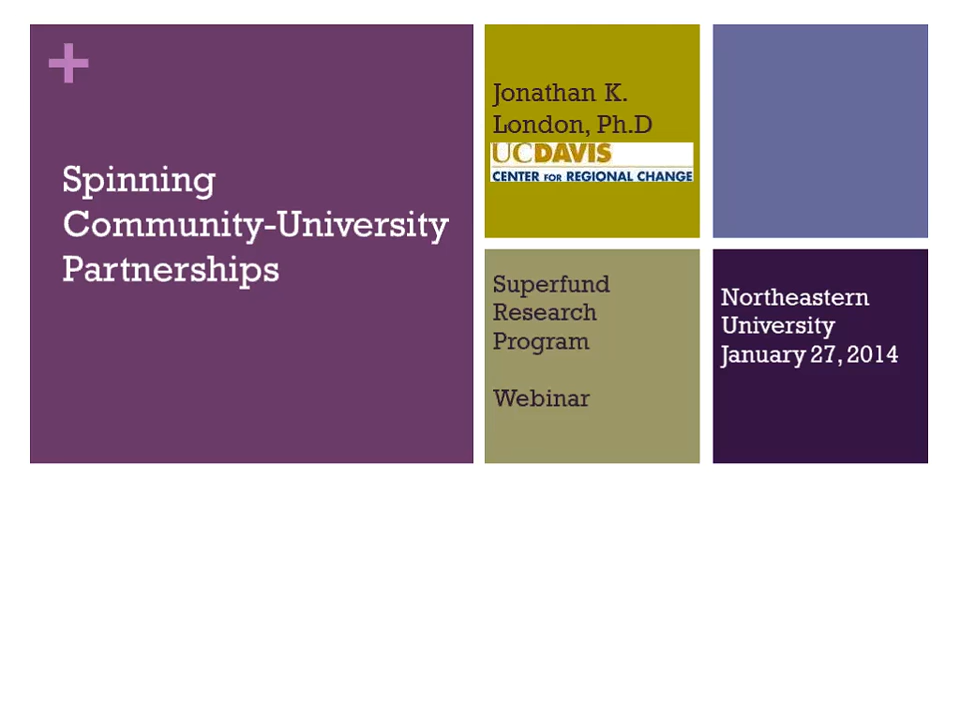 +
Spinning
Community-University
Partnerships
Jonathan K.
London, Ph.D
UCDAVIS
CENTER FOR REGIONAL CHANGE
Superfund
Research
Program
Webinar
Northeastern
University
January 27, 2014